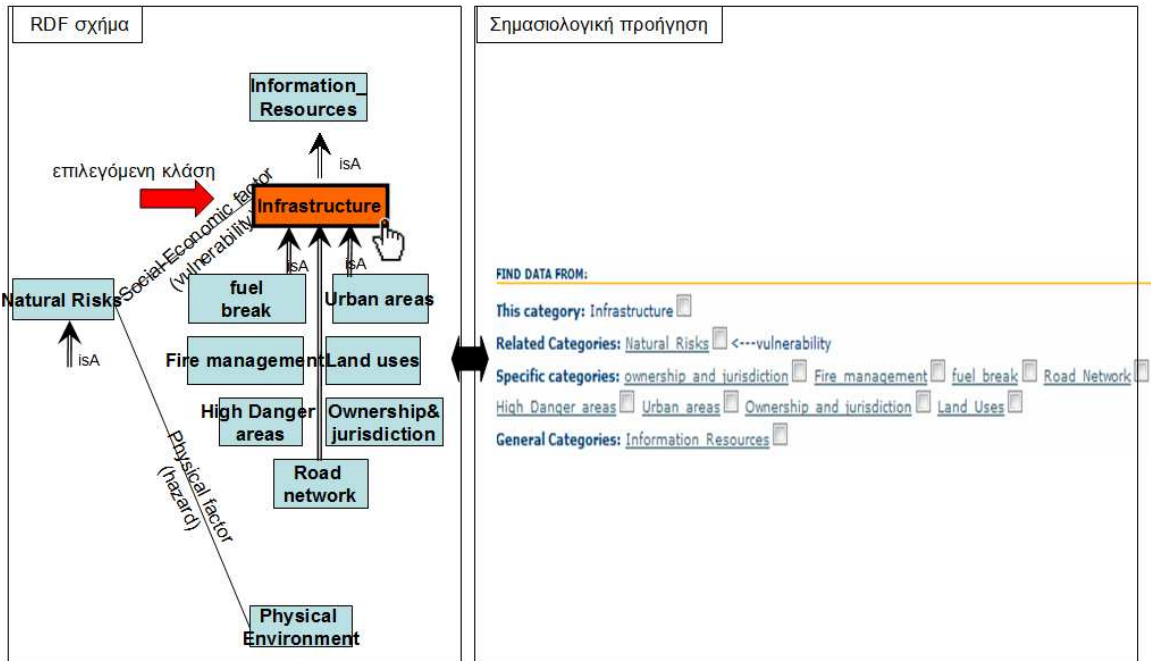 RDF σχήμα
Information_
Resources
isA
επιλεγόμενη κλάση
Infrastructure
Social-Economic factor
(vulnerability)
isA
isA
Natural Risks
isA
fuel
break
Urban areas
Fire management
Land uses
High Danger
areas
Ownership&
jurisdiction
Road
network
Physical factor
(hazard)
Physical
Environment
Σημασιολογική προήγηση
FIND DATA FROM:
This category: Infrastructure
Related Categories: Natural Risks <---vulnerability
Specific categories: ownership and jurisdiction Fire management fuel break Road Network
High Danger areas Urban areas Ownership and jurisdiction Land Uses
General Categories: Information Resources